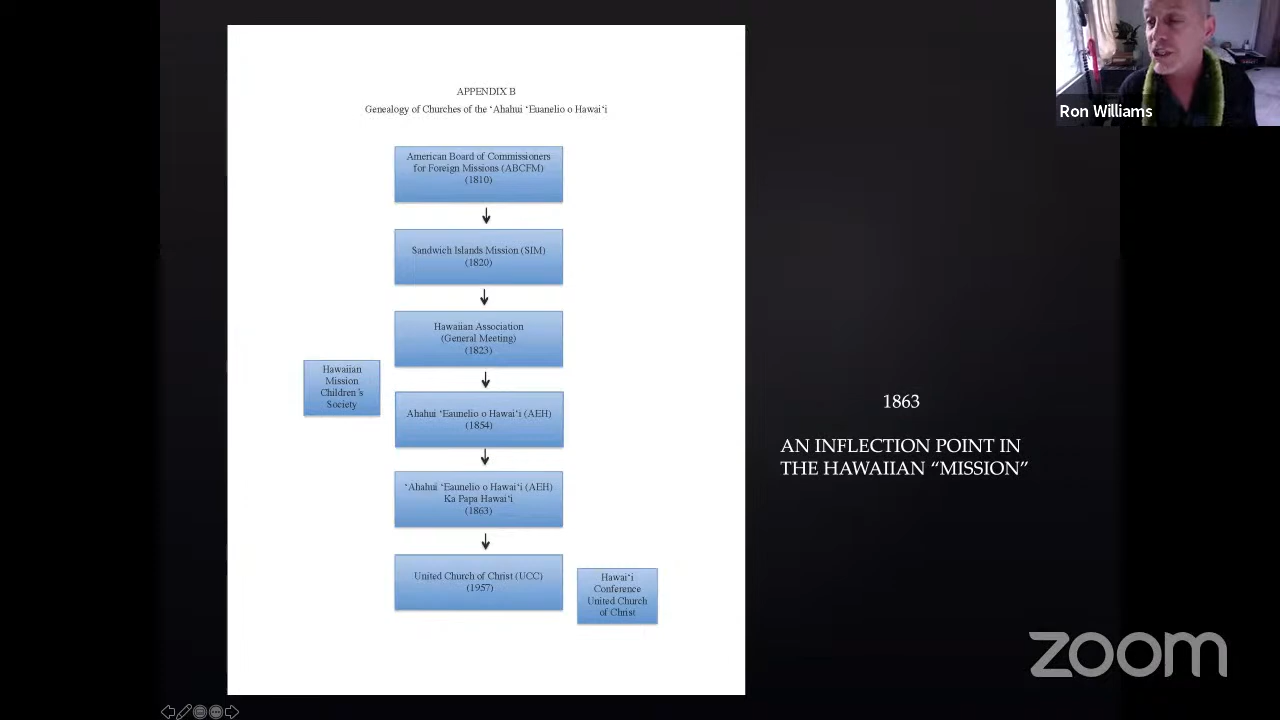 APPENDIX B
Genealogy of Churches of the ʻAhahui ʻEuanelio o Hawaiʻi
American Board of Commissioners
for Foreign Missions (ABCFM)
(1810)
Sandwich Islands Mission (SIM)
(1820)
Hawaiian Association
(General Meeting)
(1823)
Hawaiian
Mission
Children's
Society
Ahahui ʻEaunelio o Hawaiʻi (AEH)
(1854)
ʻAhahui ʻEaunelio o Hawaiʻi (AEH)
Ka Papa Hawaiʻi
(1863)
United Church of Christ (UCC)
(1957)
Hawaiʻi
Conference
United Church
of Christ
1863
AN INFLECTION POINT IN
THE HAWAIIAN “MISSION”
Ron Williams
zoom